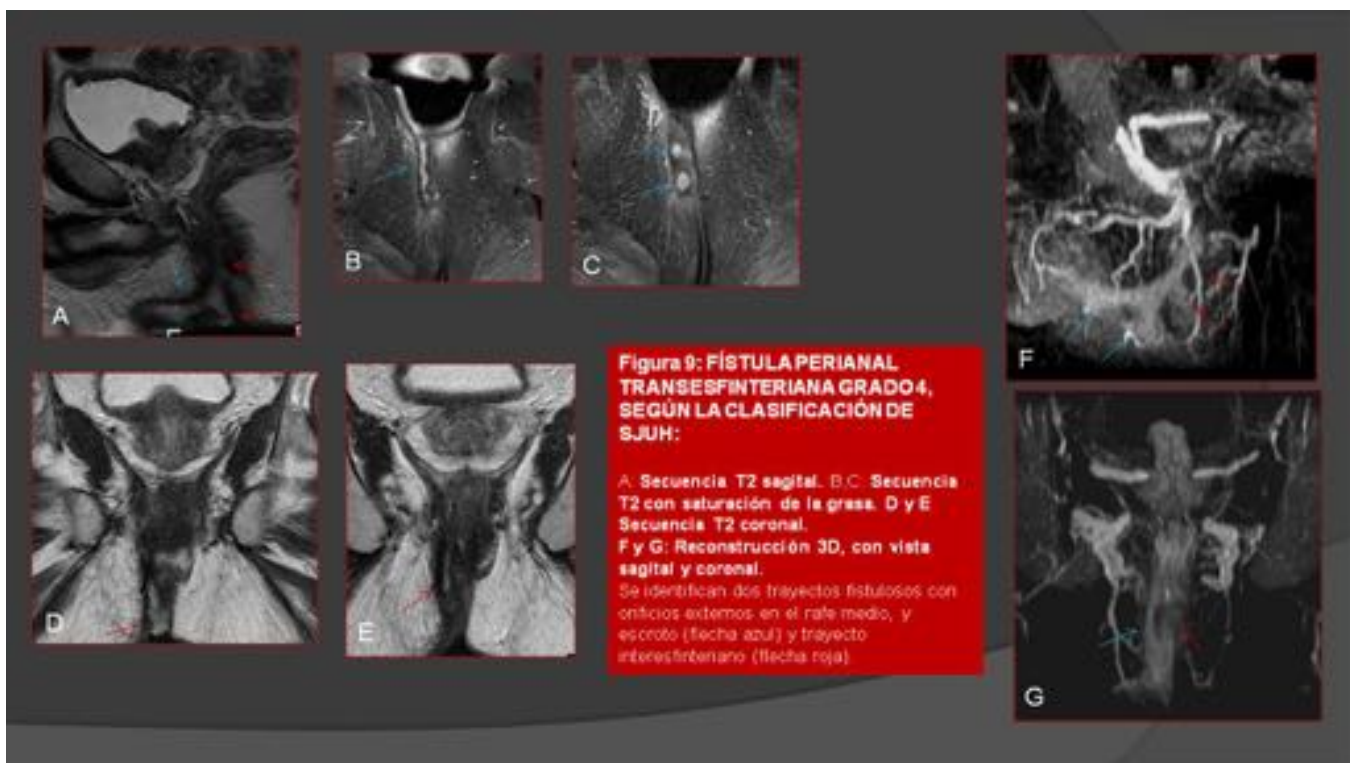 A
B
C
D
E
F
G
Figura 9: FÍSTULA PERIANAL
TRANSESFINTERIANA GRADO 4,
SEGÚN LA CLASIFICACIÓN DE
SJUH:
A: Secuencia T2 sagital. B,C: Secuencia
T2 con saturación de la grasa. D y E
Secuencia T2 coronal.
F y G: Reconstrucción 3D, con vista
sagital y coronal.
Se identifican dos trayectos fistulosos con
orificios externos en el rafe medio, y
escroto (flecha azul) y trayecto
interesfinteriano (flecha roja).